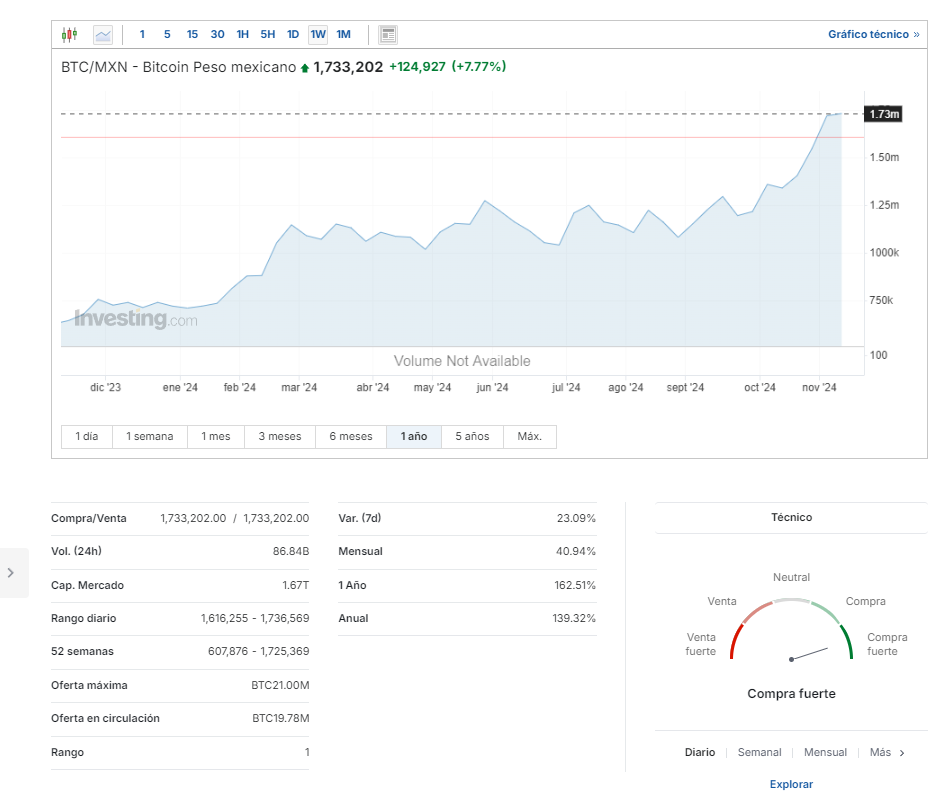 1 5 15 30 1H 5H 1D 1W 1M Gráfico técnico »
BTC/MXN - Bitcoin Peso mexicano 1,733,202 +124,927 (+7.77%)
1.73m
1.50m
1.25m
1000k
750k
Investing.com
100
Volume Not Available
dic '23 ene '24 feb '24 mar '24 abr '24 may '24 jun '24 jul '24 ago '24 sept '24 oct '24 nov '24
1 día 1 semana 1 mes 3 meses 6 meses 1 año 5 años Máx.
Compra/Venta 1,733,202.00 / 1,733,202.00
Vol. (24h) 86.84B
Cap. Mercado 1.67T
Rango diario 1,616,255 - 1,736,569
52 semanas 607,876 - 1,725,369
Oferta máxima BTC21.00M
Oferta en circulación BTC19.78M
Rango 1
Var. (7d) 23.09%
Mensual 40.94%
1 Año 162.51%
Anual 139.32%
Técnico
Neutral
Venta Compra
Venta fuerte
Compra fuerte
Compra fuerte
Diario Semanal Mensual Más
Explorar